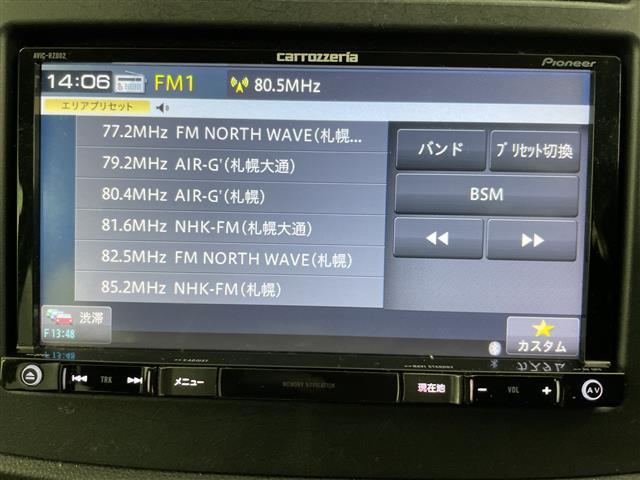 AVIC-RZ002
carrozzeria
Pioneer
14:06 FM1 80.5MHz
エリアプリセット
77.2MHz FM NORTH WAVE(札幌...
79.2MHz AIR-G'(札幌大通)
80.4MHz AIR-G'(札幌)
81.6MHz NHK-FM(札幌大通)
82.5MHz FM NORTH WAVE(札幌)
85.2MHz NHK-FM(札幌)
バンド
プリセット切換
BSM
渋滞
F 13:48
カスタム
TRK
メニュー
MEMORY NAVIGATION
現在地
VOL
AV